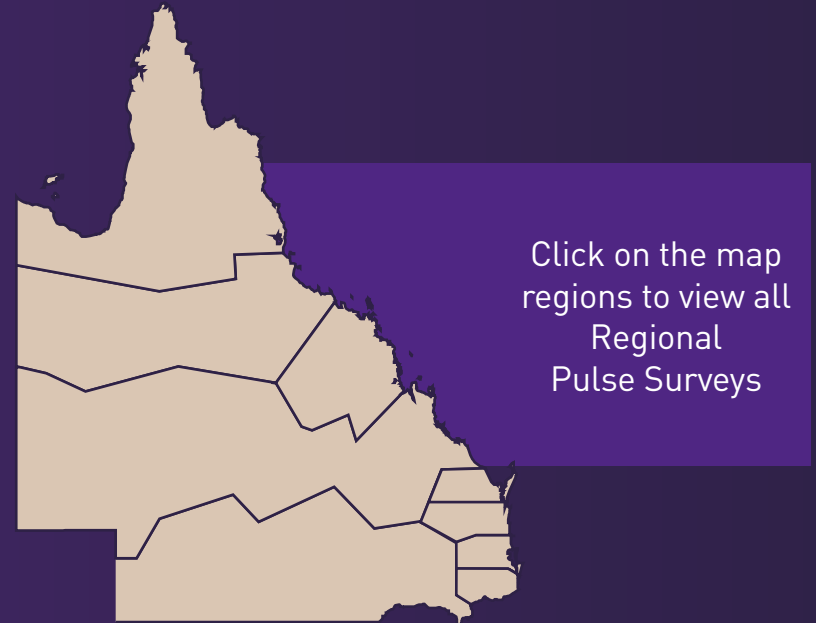 Click on the map
regions to view all
Regional
Pulse Surveys